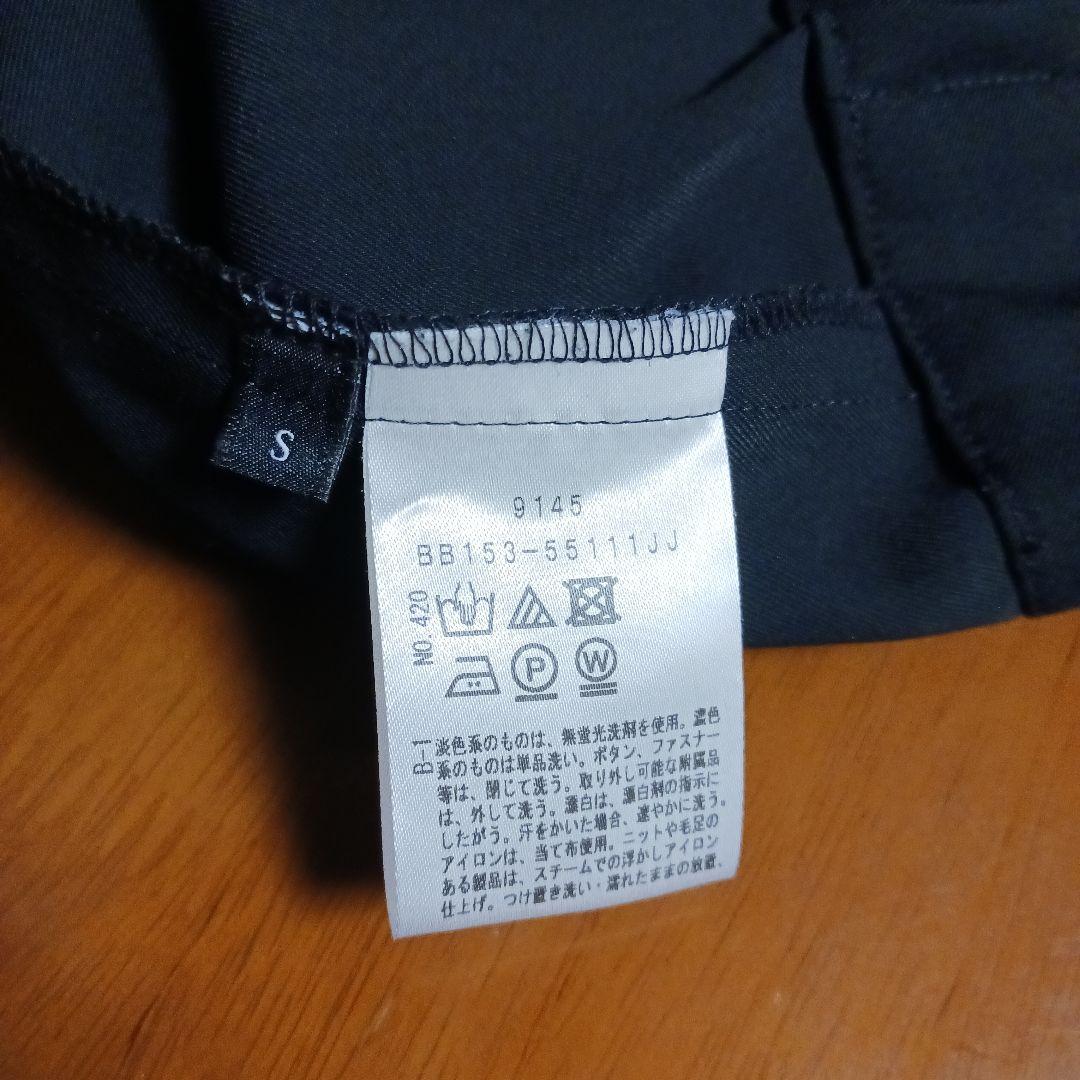 S
9145
BB153-55111JJ
NO.420
P
W
B-1
淡色系のものは、無蛍光洗剤を使用。濃色
系のものは単品洗い。ボタン、ファスナー
等は、閉じて洗う。取り外し可能な附属品
は、外して洗う。漂白は、漂白剤の指示に
したがう。汗をかいた場合、速やかに洗う。
アイロンは、当て布使用。ニットや毛足の
ある製品は、スチームでの浮かしアイロン
仕上げ。つけ置き洗い・濡れたままの放置、